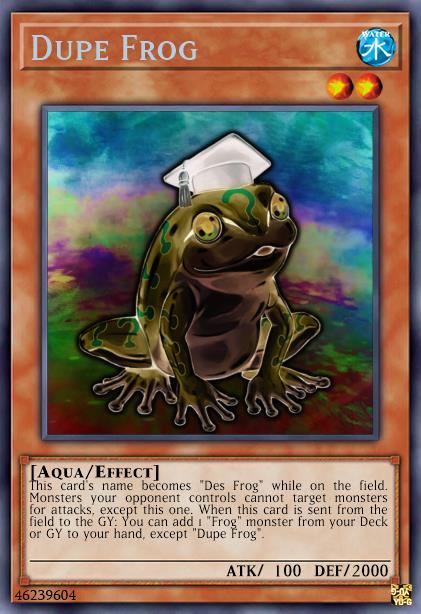 Dupe Frog
WATER
水
[Aqua/Effect]
This card's name becomes "Des Frog" while on the field.
Monsters your opponent controls cannot target monsters
for attacks, except this one. When this card is sent from
the field to the GY: You can add 1 "Frog" monster from your Deck
or GY to your hand, except "Dupe Frog".
ATK/ 100 DEF/2000
46239604